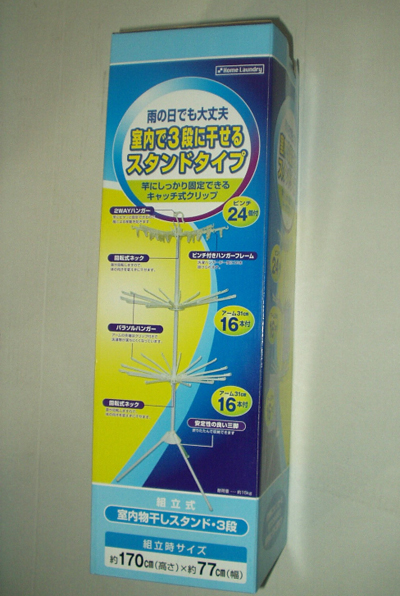 Home Laundry
雨の日でも大丈夫
室内で3段に干せる
スタンドタイプ
竿にしっかり固定できる
キャッチ式クリップ
ピンチ
24個付
2WAYハンガー
回転式ネック
ピンチ付きハンガーフレーム
アーム31cm
16本付
パラソルハンガー
アーム31cm
16本付
回転式ネック
安定性の良い三脚
組立式
室内物干しスタンド・3段
組立時サイズ
約170cm(高さ)×約77cm(幅)